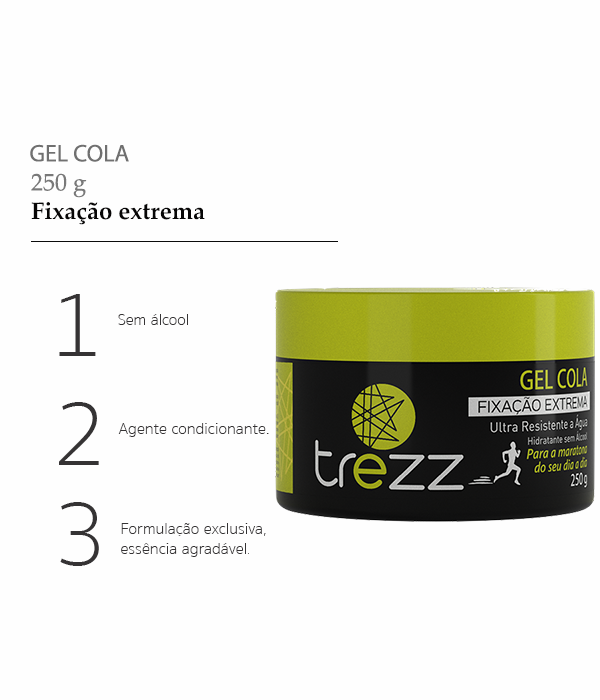 GEL COLA
250 g
Fixação extrema
1
Sem álcool
2
Agente condicionante.
3
Formulação exclusiva,
essência agradável.
trezz
GEL COLA
FIXAÇÃO EXTREMA
Ultra Resistente a Água
Hidratante sem Álcool
Para a maratona
do seu dia a dia
250 g